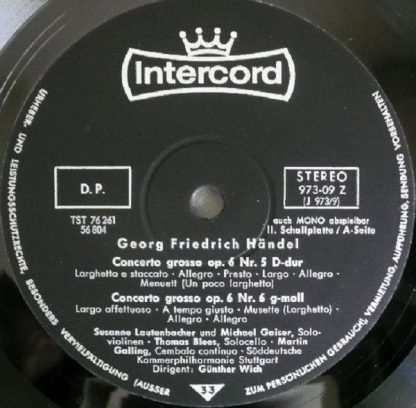 Intercord
D. P.
TST 76 261
56 804
STEREO
973-09 Z
(J 973/9)
auch MONO abspielbar
II. Schallplatte / A-Seite
Georg Friedrich Händel
Concerto grosso op. 6 Nr. 5 D-dur
Larghetto e staccato · Allegro · Presto · Largo · Allegro ·
Menuett (Un poco larghetto)
Concerto grosso op. 6 Nr. 6 g-moll
Largo affettuoso · A tempo giusto · Musette (Larghetto) ·
Allegro · Allegro
Susanne Lautenbacher und Michael Gaiser, Solo-
violinen · Thomas Blees, Solocello · Martin
Galling, Cembalo continuo · Süddeutsche
Kammerphilharmonie Stuttgart
Dirigent: Günther Wich
33
URHEBER- UND LEISTUNGSSCHUTZRECHTE, BESONDERS VERVIELFÄLTIGUNG (AUSSER ZUM PERSÖNLICHEN GEBRAUCH), VERMIETUNG, AUFFÜHRUNG, SENDUNG VORBEHALTEN